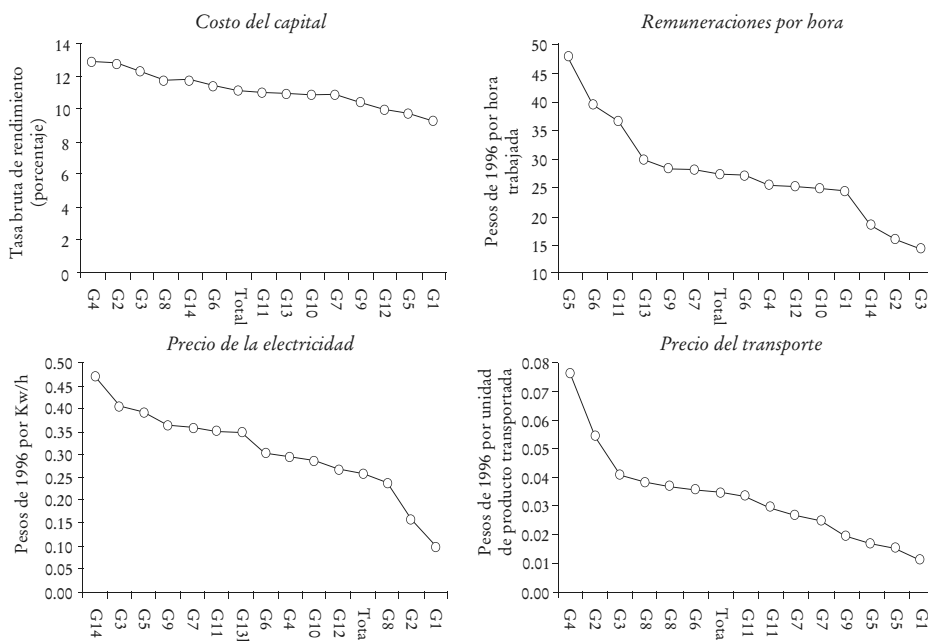 Costo del capital
Tasa bruta de rendimiento
(porcentaje)
14
12
10
8
6
4
2
0
G4 G2 G3 G8 G14 G6 Total G11 G13 G10 G7 G9 G12 G5 G1
Remuneraciones por hora
Pesos de 1996 por hora
trabajada
50
45
40
35
30
25
20
15
10
G5 G6 G11 G13 G9 G7 Total G6 G4 G12 G10 G1 G14 G2 G3
Precio de la electricidad
Pesos de 1996 por Kw/h
0.50
0.45
0.40
0.35
0.30
0.25
0.20
0.15
0.10
0.05
0.00
G14 G3 G5 G9 G7 G11 G13l G6 G4 G10 G12 Tota G8 G2 G1
Precio del transporte
Pesos de 1996 por unidad
de producto transportada
0.08
0.07
0.06
0.05
0.04
0.03
0.02
0.01
0.00
G4 G2 G3 G8 G8 G6 Tota G11 G11 G7 G7 G9 G5 G5 G1